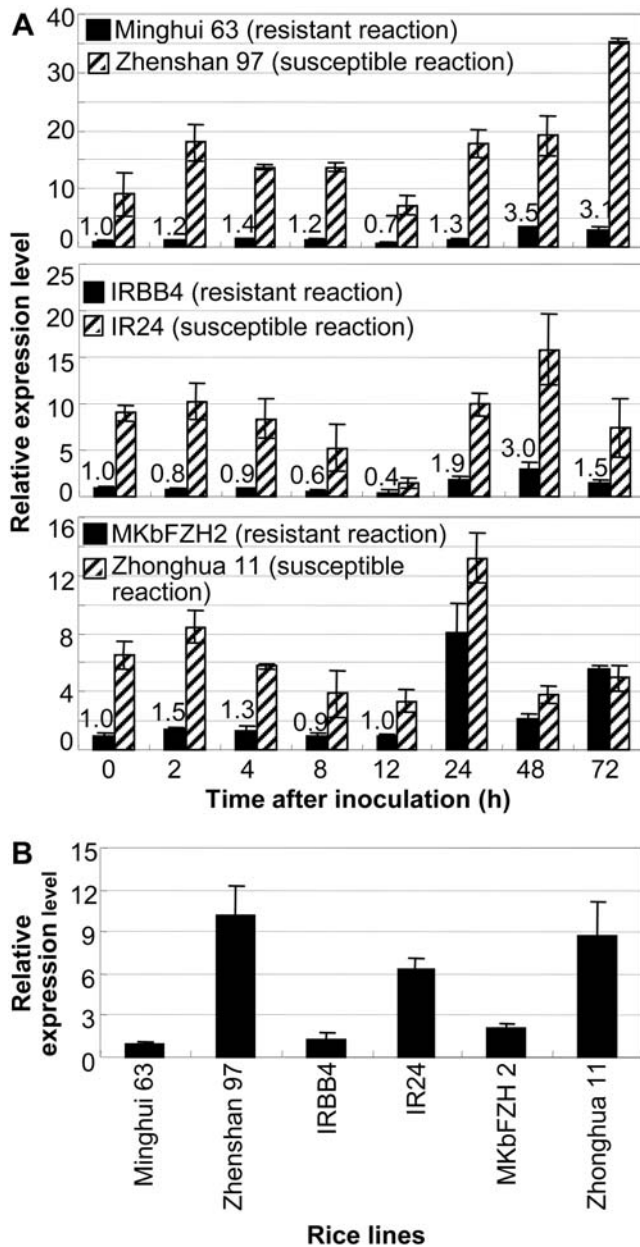 A
Minghui 63 (resistant reaction)
Zhenshan 97 (susceptible reaction)
40
30
20
10
0
1.0 1.2 1.4 1.2 0.7 1.3 3.5 3.1
IRBB4 (resistant reaction)
IR24 (susceptible reaction)
25
20
15
10
5
0
1.0 0.8 0.9 0.6 0.4 1.9 3.0 1.5
MKbFZH2 (resistant reaction)
Zhonghua 11 (susceptible
reaction)
16
12
8
4
0
1.0 1.5 1.3 0.9 1.0
0 2 4 8 12 24 48 72
Time after inoculation (h)
Relative expression level
B
15
12
9
6
3
0
Relative
expression level
Minghui 63
Zhenshan 97
IRBB4
IR24
MKbFZH 2
Zhonghua 11
Rice lines